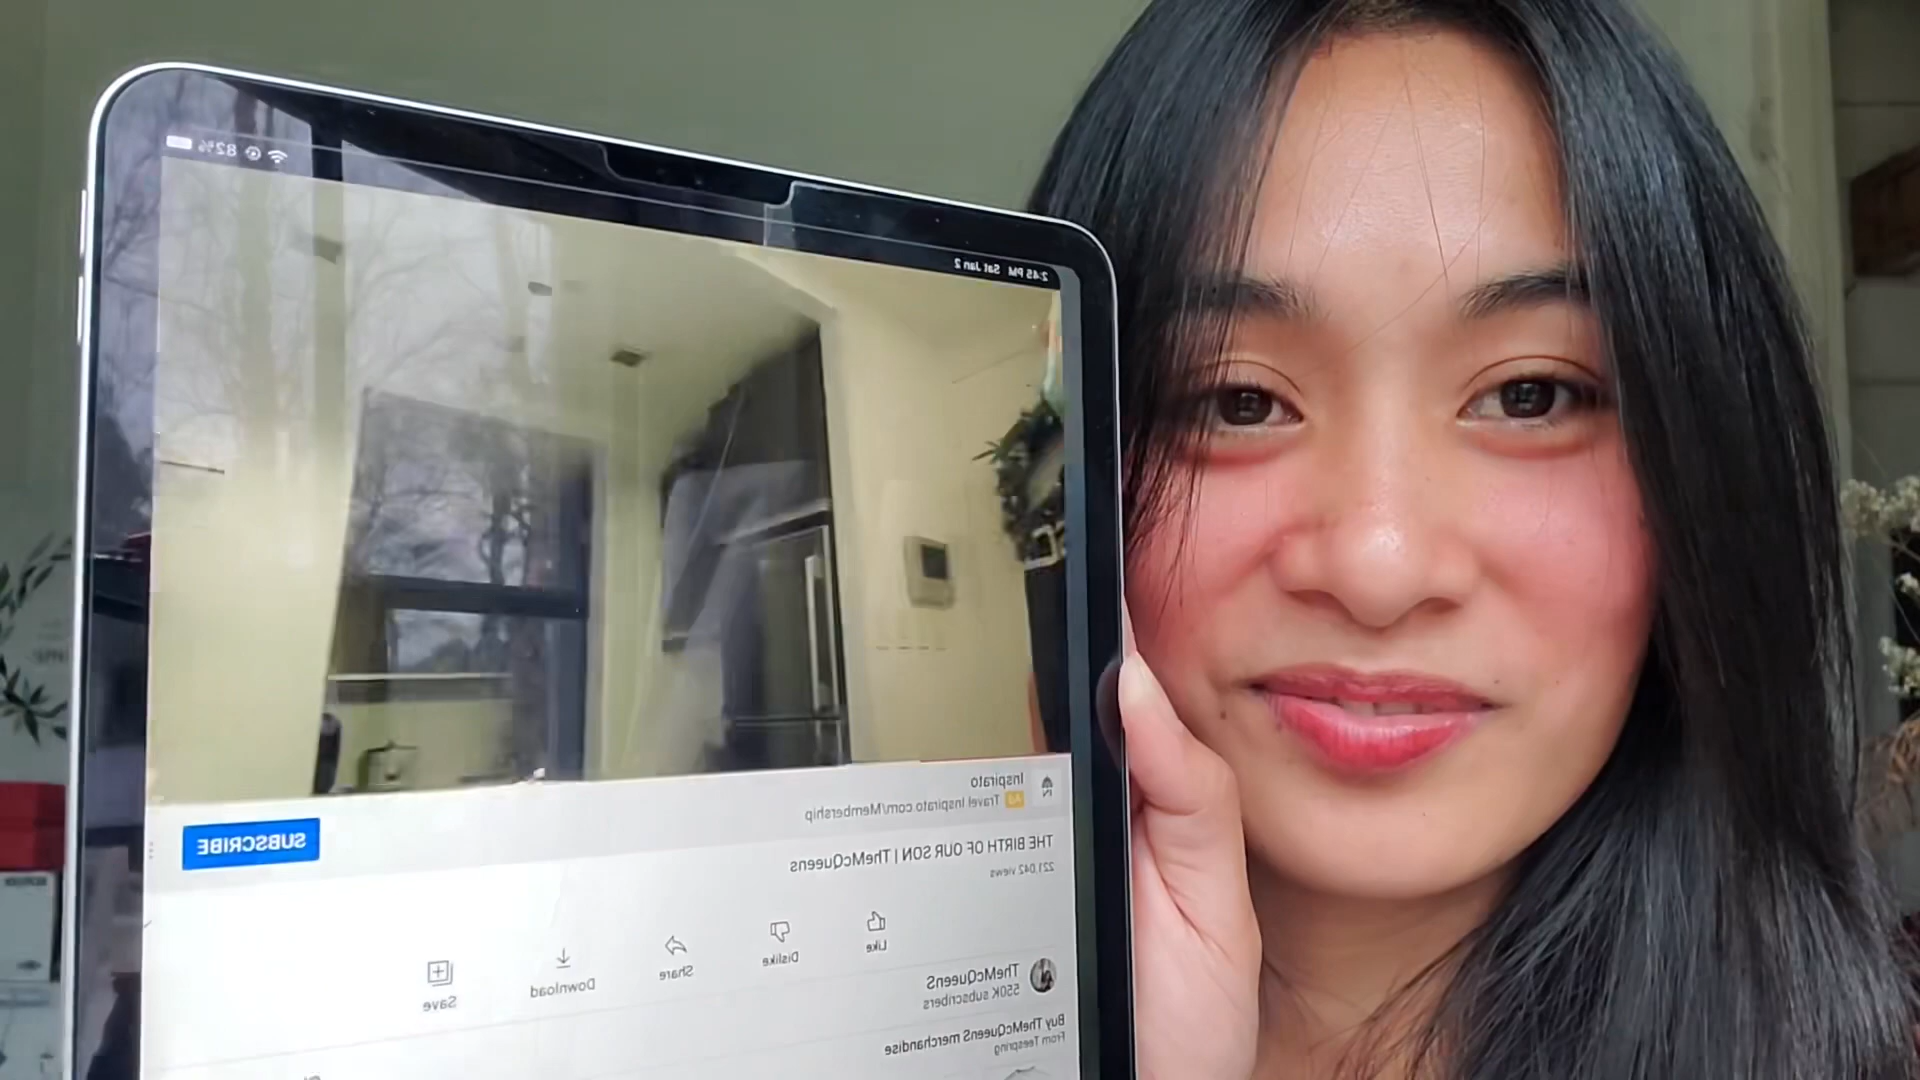 2:45 PM Sat Jan 2
82%
Inspirato
Ad Travel Inspirato.com/Membership
SUBSCRIBE
THE BIRTH OF OUR SON | TheMcQueens
221,042 views
Like
Dislike
Share
Download
Save
TheMcQueenS
550K subscribers
Buy TheMcQueenS merchandise
From Teespring